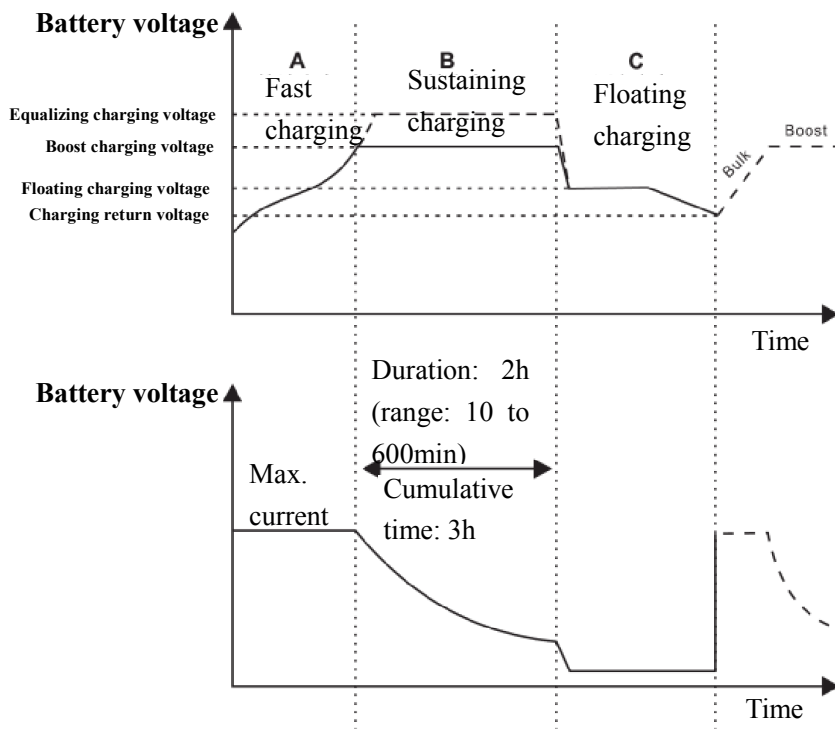 Battery voltage
A
B
C
Fast
charging
Sustaining
charging
Floating
charging
Equalizing charging voltage
Boost charging voltage
Floating charging voltage
Charging return voltage
Bulk
Boost
Time
Battery voltage
Duration: 2h
(range: 10 to
600min)
Max.
current
Cumulative
time: 3h
Time